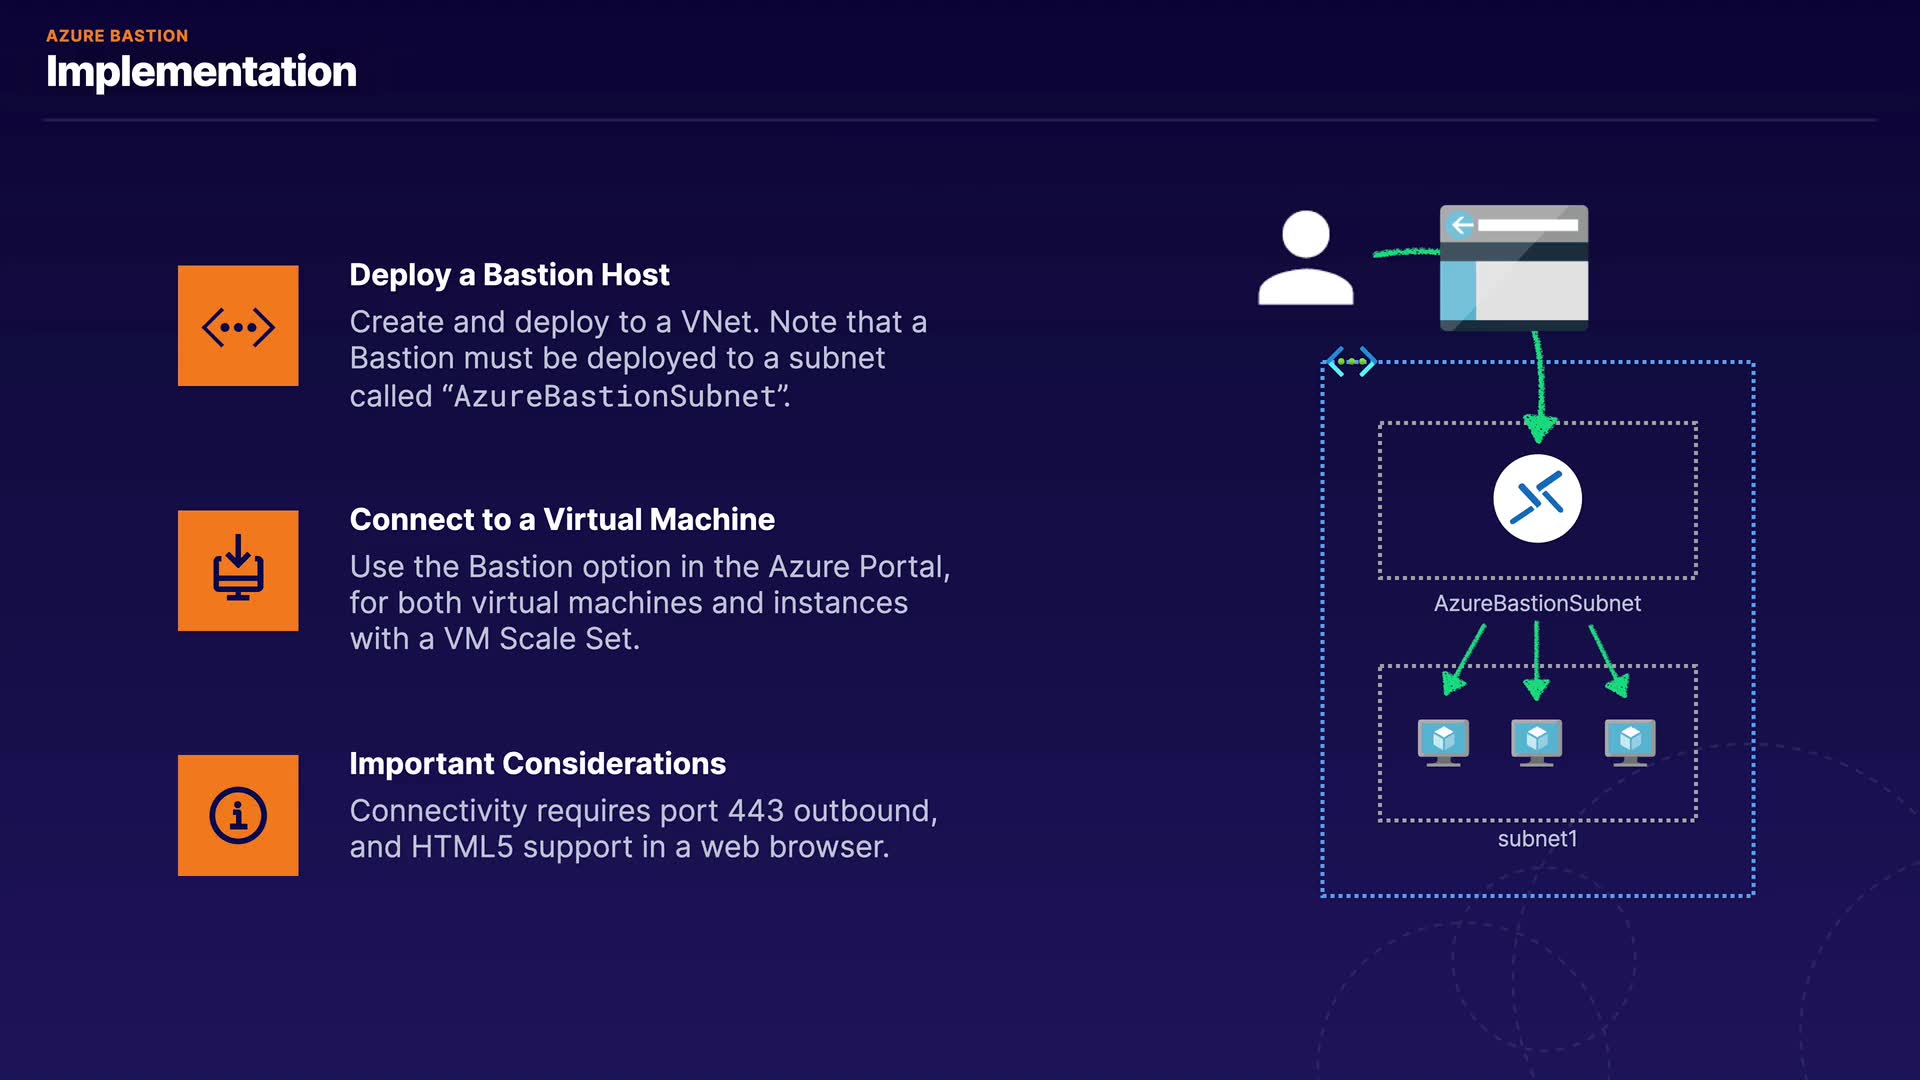 AZURE BASTION
Implementation
Deploy a Bastion Host
Create and deploy to a VNet. Note that a
Bastion must be deployed to a subnet
called “AzureBastionSubnet”.
Connect to a Virtual Machine
Use the Bastion option in the Azure Portal,
for both virtual machines and instances
with a VM Scale Set.
Important Considerations
Connectivity requires port 443 outbound,
and HTML5 support in a web browser.
AzureBastionSubnet
subnet1